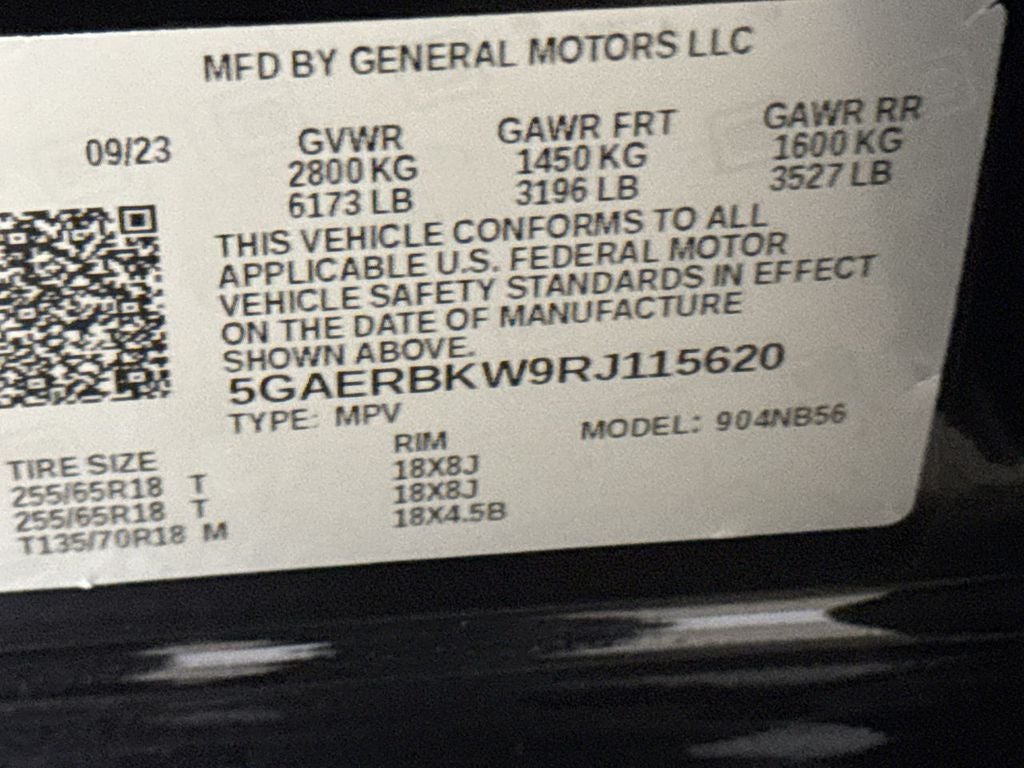 MFD BY GENERAL MOTORS LLC
09/23 GVWR GAWR FRT GAWR RR
2800 KG 1450 KG 1600 KG
6173 LB 3196 LB 3527 LB
THIS VEHICLE CONFORMS TO ALL
APPLICABLE U.S. FEDERAL MOTOR
VEHICLE SAFETY STANDARDS IN EFFECT
ON THE DATE OF MANUFACTURE
SHOWN ABOVE.
5GAERBKW9RJ115620
TYPE: MPV MODEL: 904NB56
TIRE SIZE RIM
255/65R18 T 18X8J
255/65R18 T 18X8J
T135/70R18 M 18X4.5B